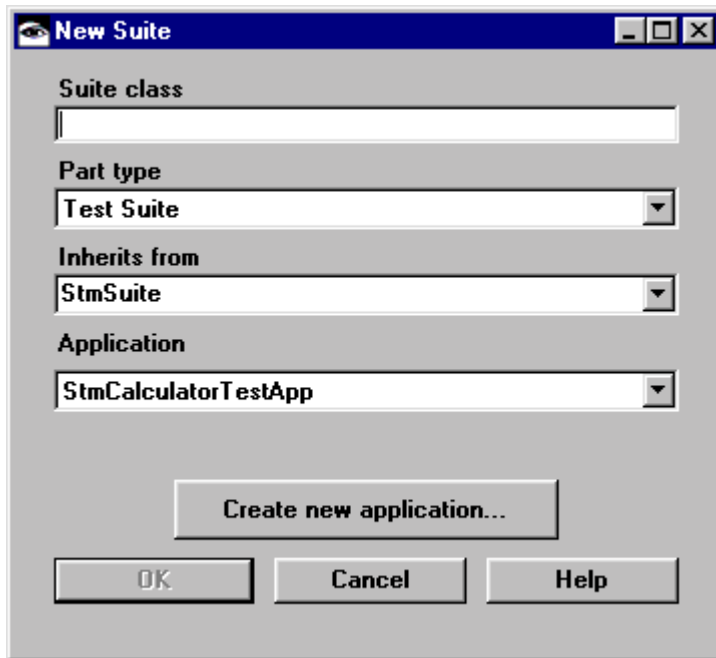 New Suite
Suite class
Part type
Test Suite
Inherits from
StmSuite
Application
StmCalculatorTestApp
Create new application...
OK Cancel Help